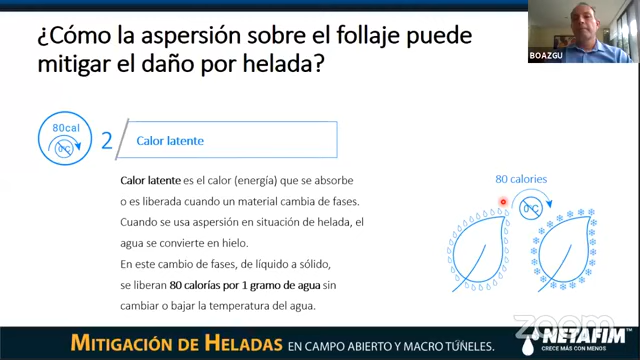 ¿Cómo la aspersión sobre el follaje puede
mitigar el daño por helada?
BOAZGU
80cal
0°C
2
Calor latente
Calor latente es el calor (energía) que se absorbe
o es liberada cuando un material cambia de fases.
Cuando se usa aspersión en situación de helada, el
agua se convierte en hielo.
En este cambio de fases, de líquido a sólido,
se liberan 80 calorías por 1 gramo de agua sin
cambiar o bajar la temperatura del agua.
80 calories
0°C
zoom
MITIGACIÓN DE HELADAS EN CAMPO ABIERTO Y MACRO TÚNELES.
NETAFIM™
CRECE MÁS CON MENOS